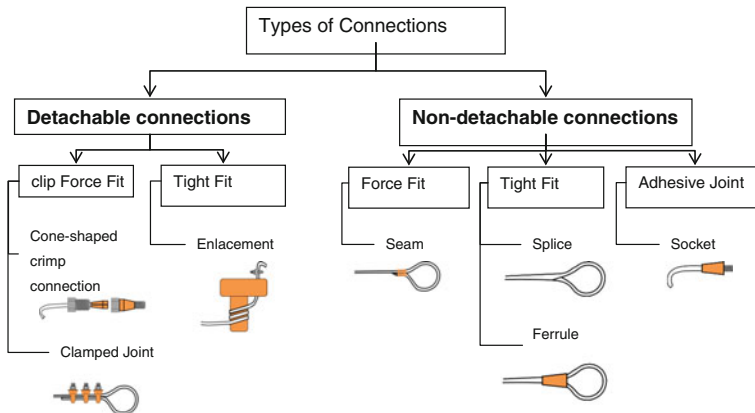 Types of Connections
Detachable connections
Non-detachable connections
clip Force Fit
Tight Fit
Force Fit
Tight Fit
Adhesive Joint
Cone-shaped
crimp
connection
Enlacement
Seam
Splice
Socket
Clamped Joint
Ferrule